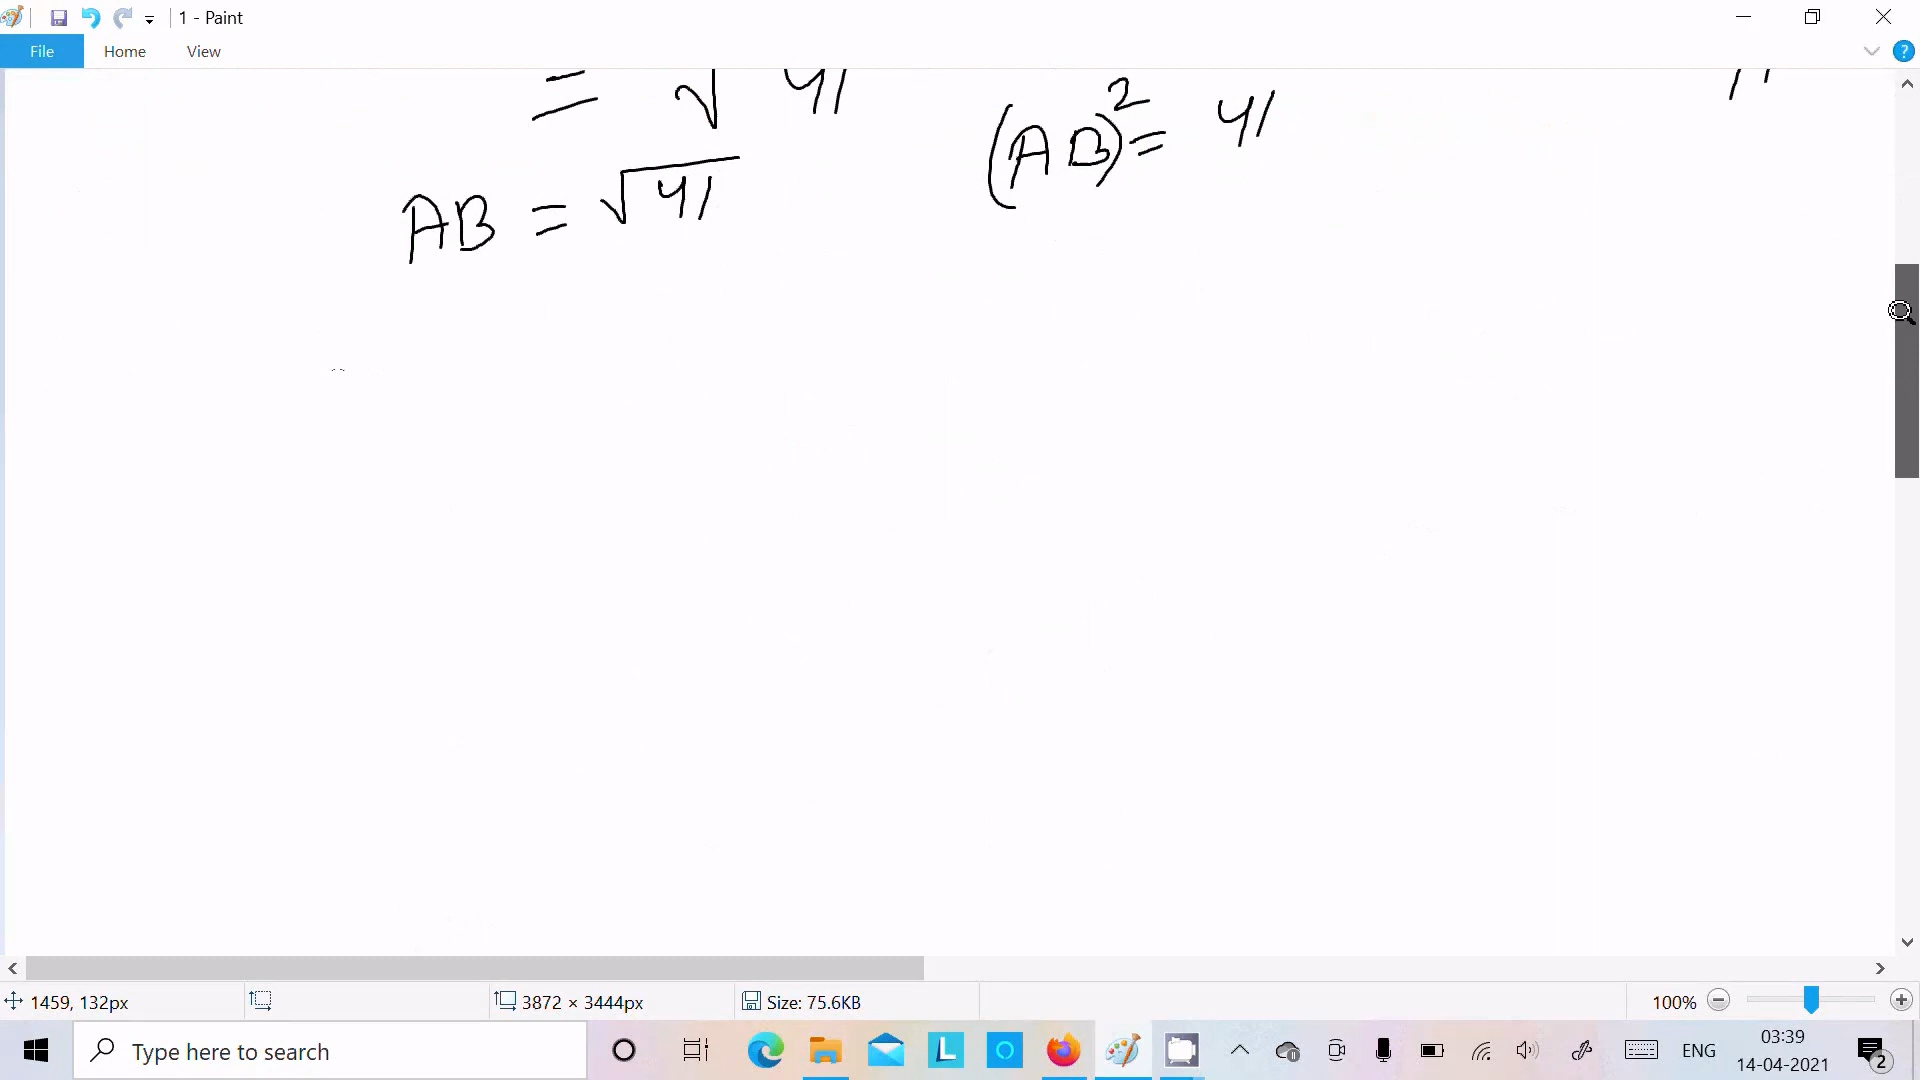 1 - Paint
File Home View
= √ 41
(AB)² = 41
AB = √41
1459, 132px
3872 × 3444px
Size: 75.6KB
100%
Type here to search
ENG
03:39
14-04-2021
2